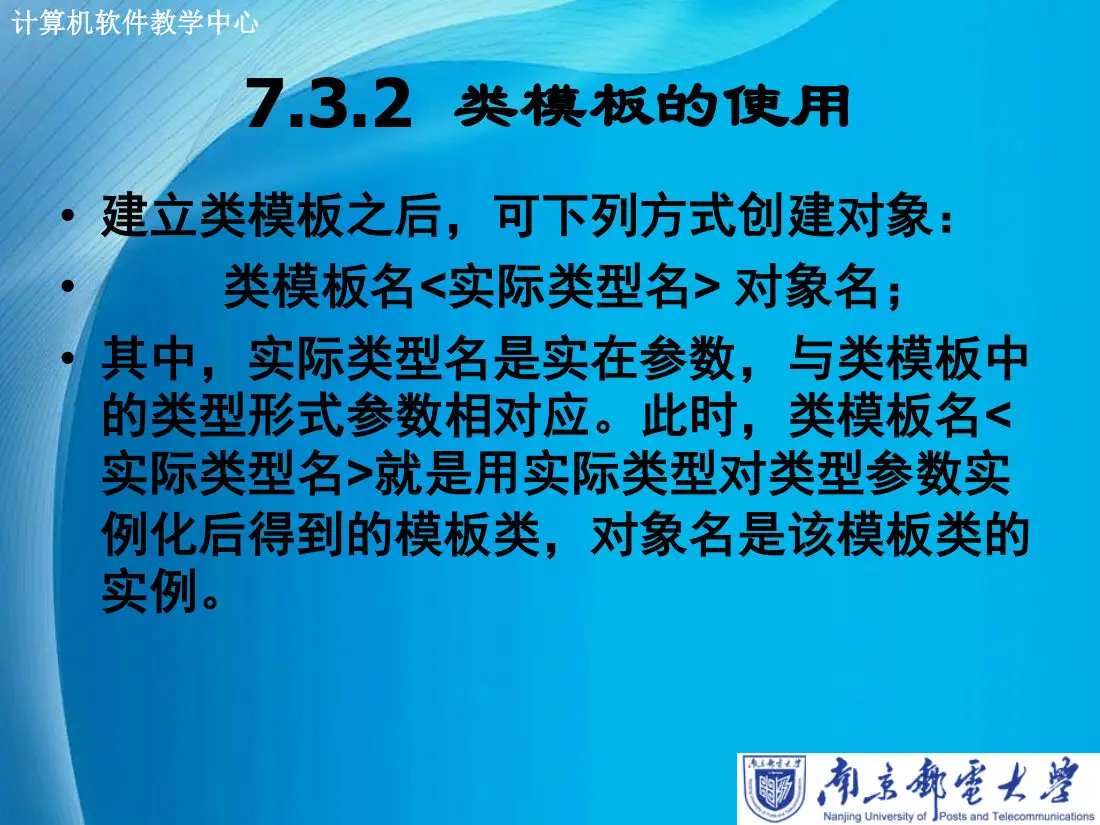 计算机软件教学中心
7.3.2 类模板的使用
• 建立类模板之后，可下列方式创建对象：
• 类模板名<实际类型名> 对象名；
• 其中，实际类型名是实在参数，与类模板中
的类型形式参数相对应。此时，类模板名<
实际类型名>就是用实际类型对类型参数实
例化后得到的模板类，对象名是该模板类的
实例。
南京邮电大学
Nanjing University of Posts and Telecommunications